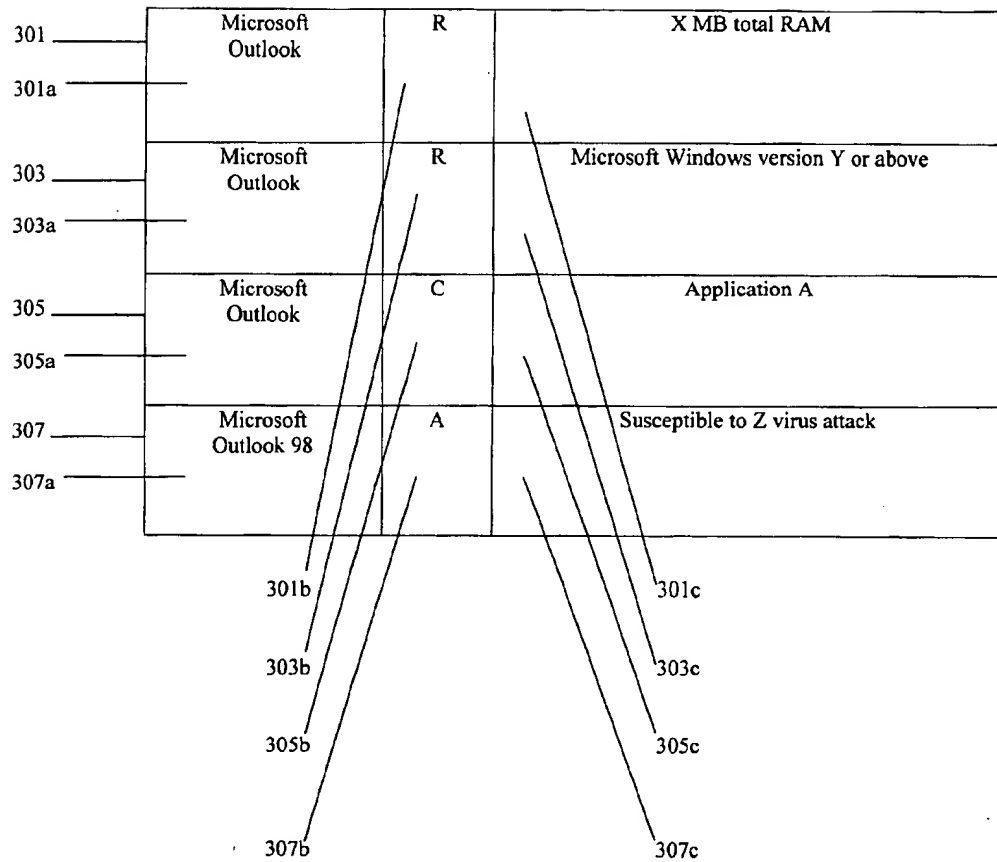 301
Microsoft
Outlook
R
X MB total RAM
301a
303
Microsoft
Outlook
R
Microsoft Windows version Y or above
303a
305
Microsoft
Outlook
C
Application A
305a
307
Microsoft
Outlook 98
A
Susceptible to Z virus attack
307a
301b
301c
303b
303c
305b
305c
307b
307c